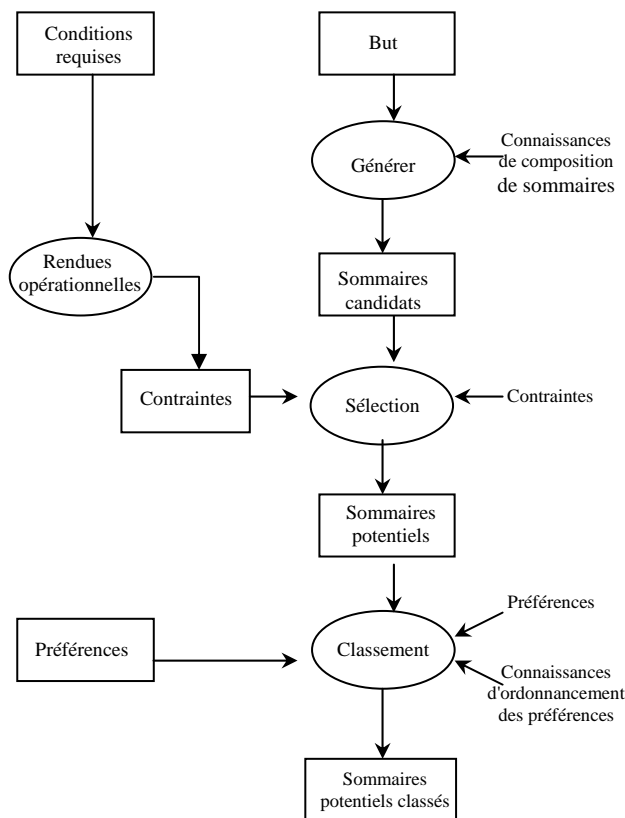 Conditions
requises
But
Générer
Connaissances
de composition
de sommaires
Rendues
opérationnelles
Sommaires
candidats
Contraintes
Sélection
Contraintes
Sommaires
potentiels
Préférences
Classement
Préférences
Connaissances
d'ordonnancement
des préférences
Sommaires
potentiels classés